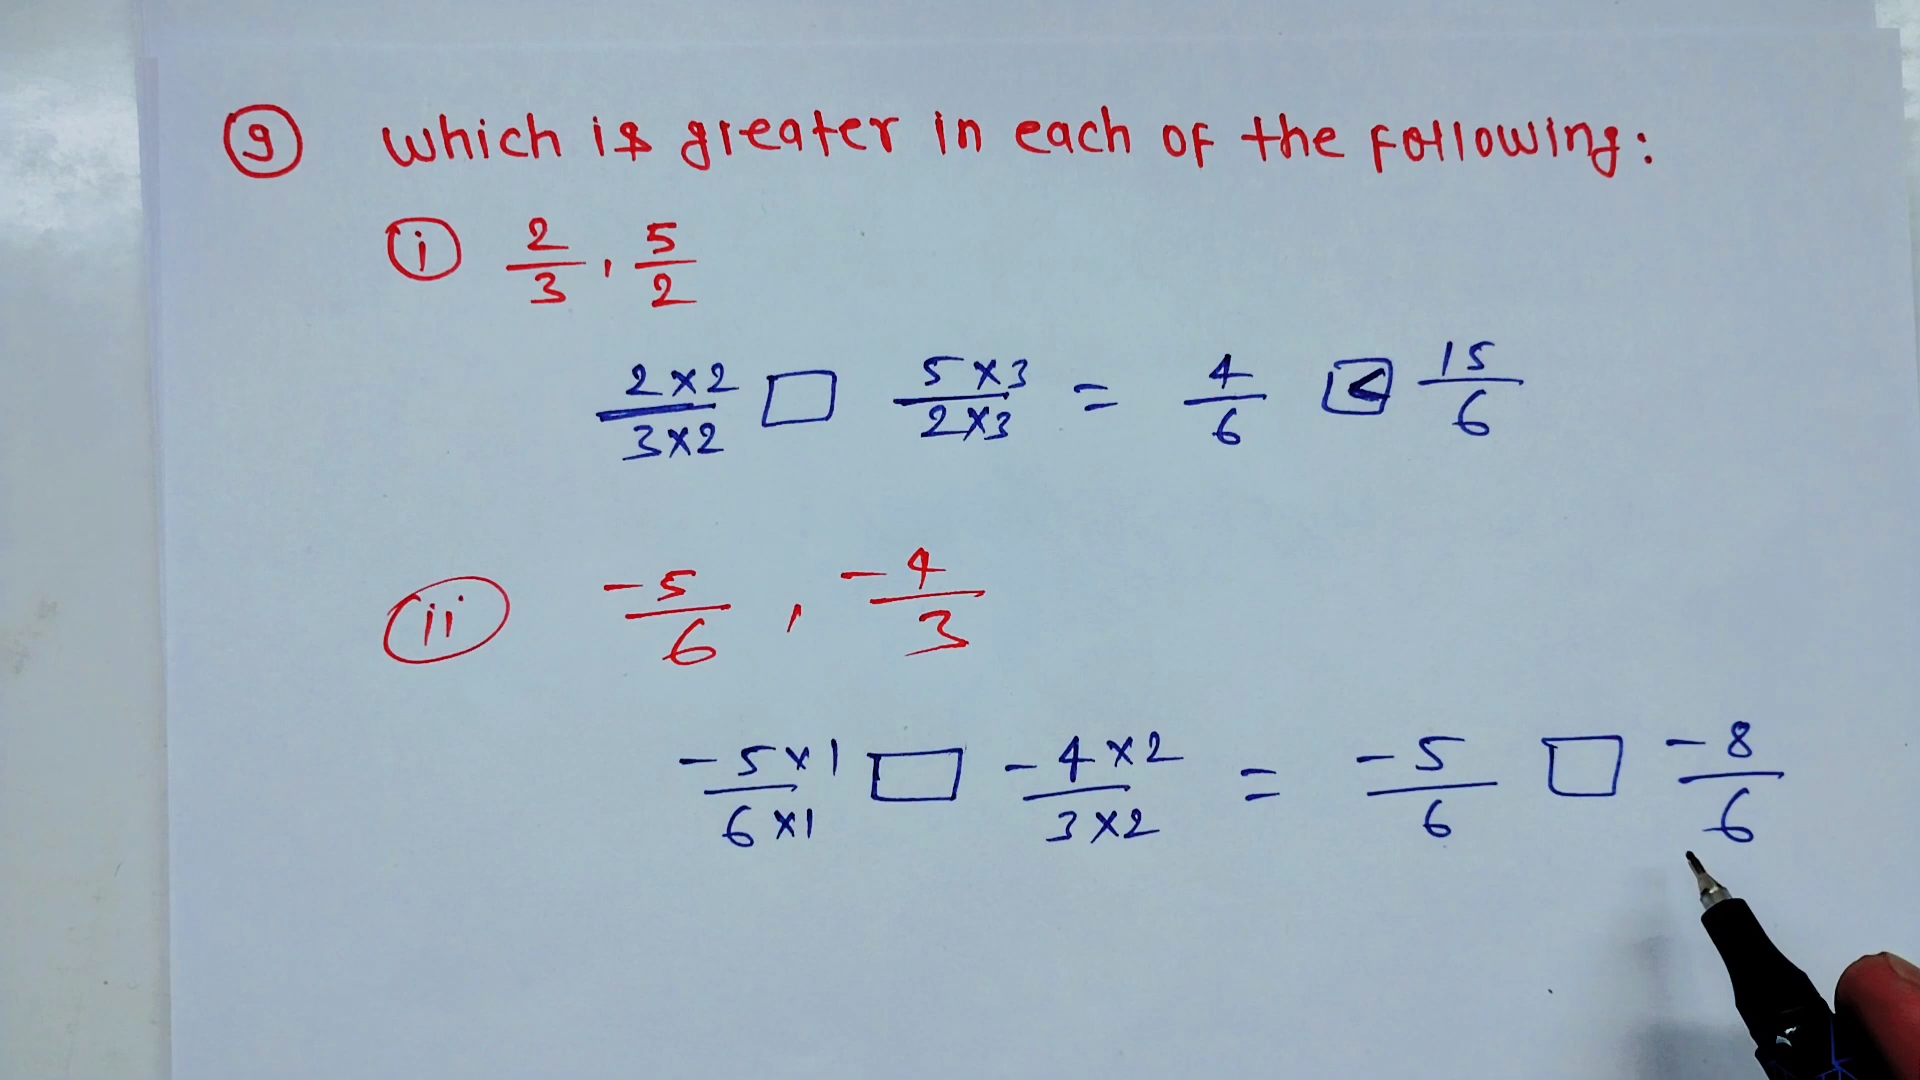 9 Which is greater in each of the following:
i 2/3, 5/2
2×2/3×2 □ 5×3/2×3 = 4/6 < 15/6
ii -5/6, -4/3
-5×1/6×1 □ -4×2/3×2 = -5/6 □ -8/6